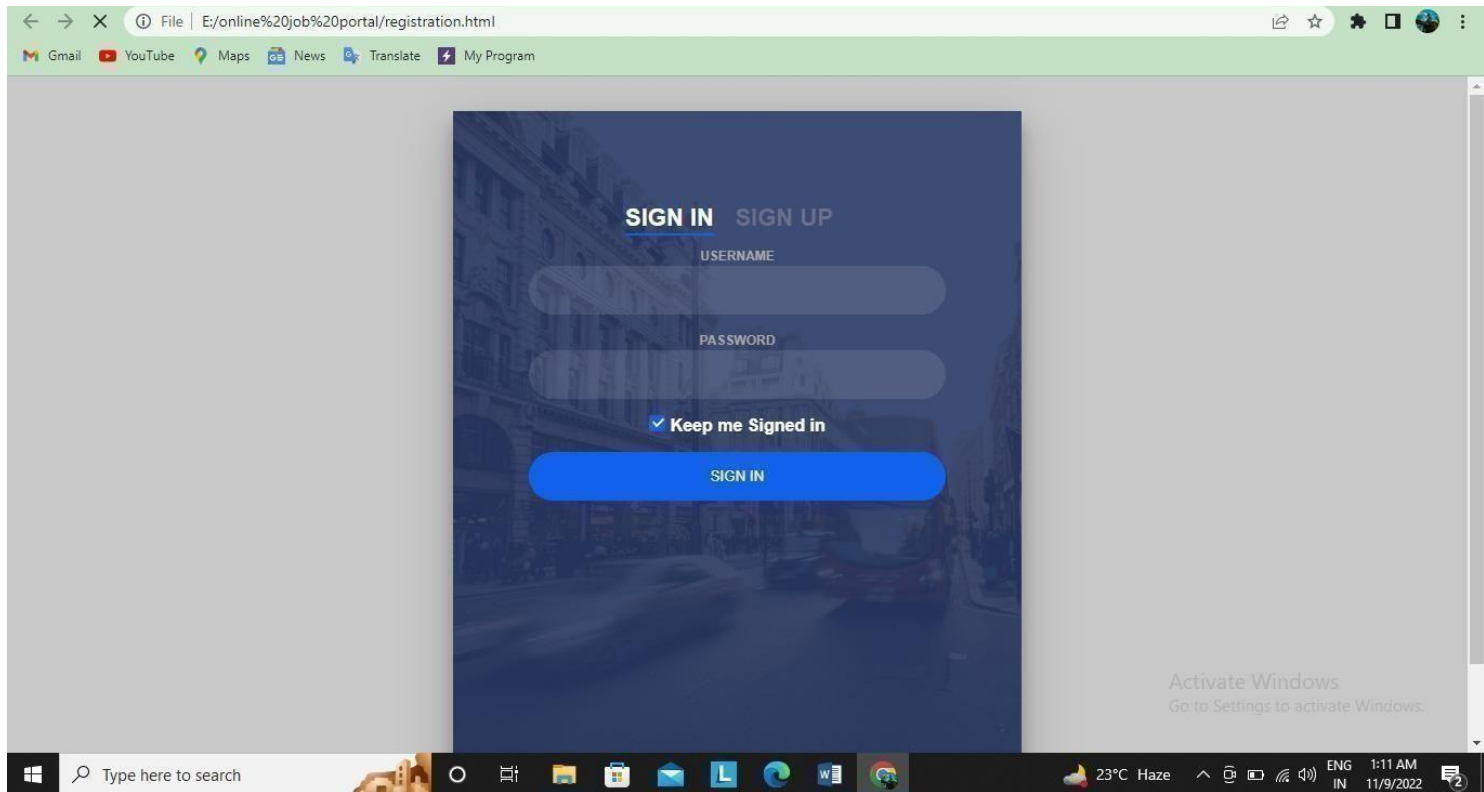 File E:/online%20job%20portal/registration.html
Gmail YouTube Maps GE News Translate My Program
SIGN IN SIGN UP
USERNAME
PASSWORD
Keep me Signed in
SIGN IN
Activate Windows
Go to Settings to activate Windows.
Type here to search
L
W
23°C Haze
ENG
IN
1:11 AM
11/9/2022
2